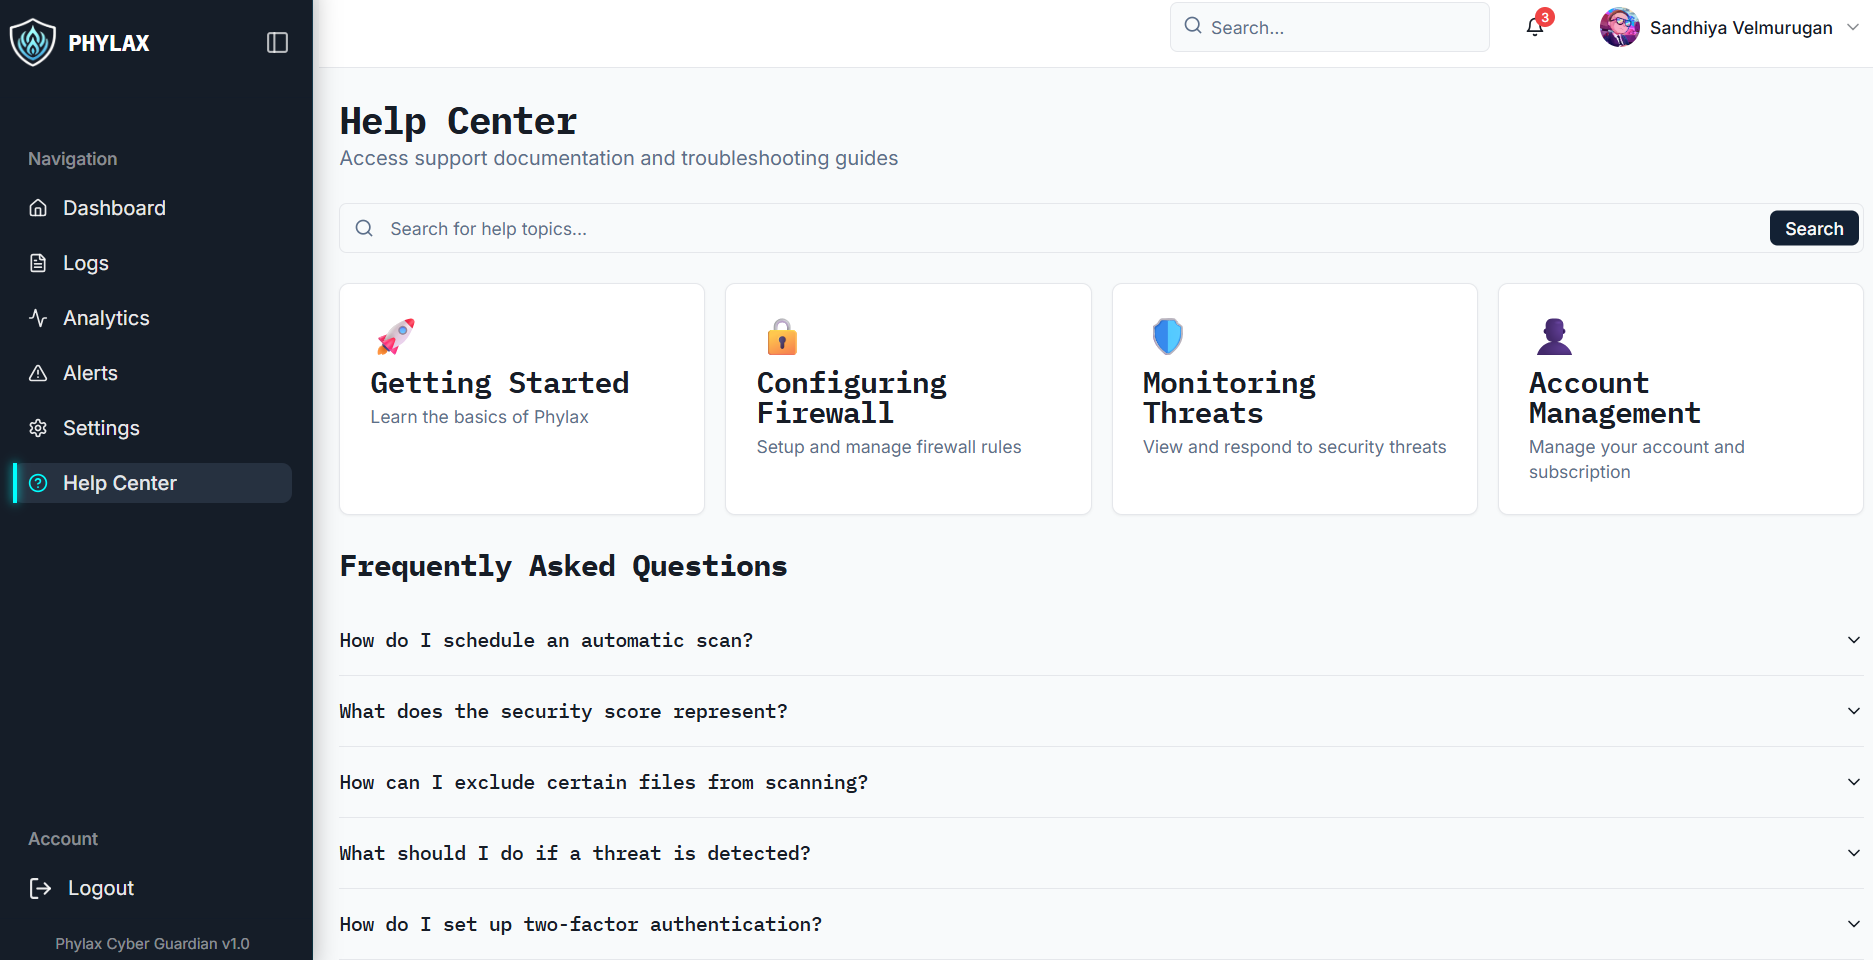 PHYLAX
Navigation
Dashboard
Logs
Analytics
Alerts
Settings
Help Center
Account
Logout
Phylax Cyber Guardian v1.0
Search...
3
Sandhiya Velmurugan
Help Center
Access support documentation and troubleshooting guides
Search for help topics...
Search
Getting Started
Learn the basics of Phylax
Configuring
Firewall
Setup and manage firewall rules
Monitoring
Threats
View and respond to security threats
Account
Management
Manage your account and
subscription
Frequently Asked Questions
How do I schedule an automatic scan?
What does the security score represent?
How can I exclude certain files from scanning?
What should I do if a threat is detected?
How do I set up two-factor authentication?